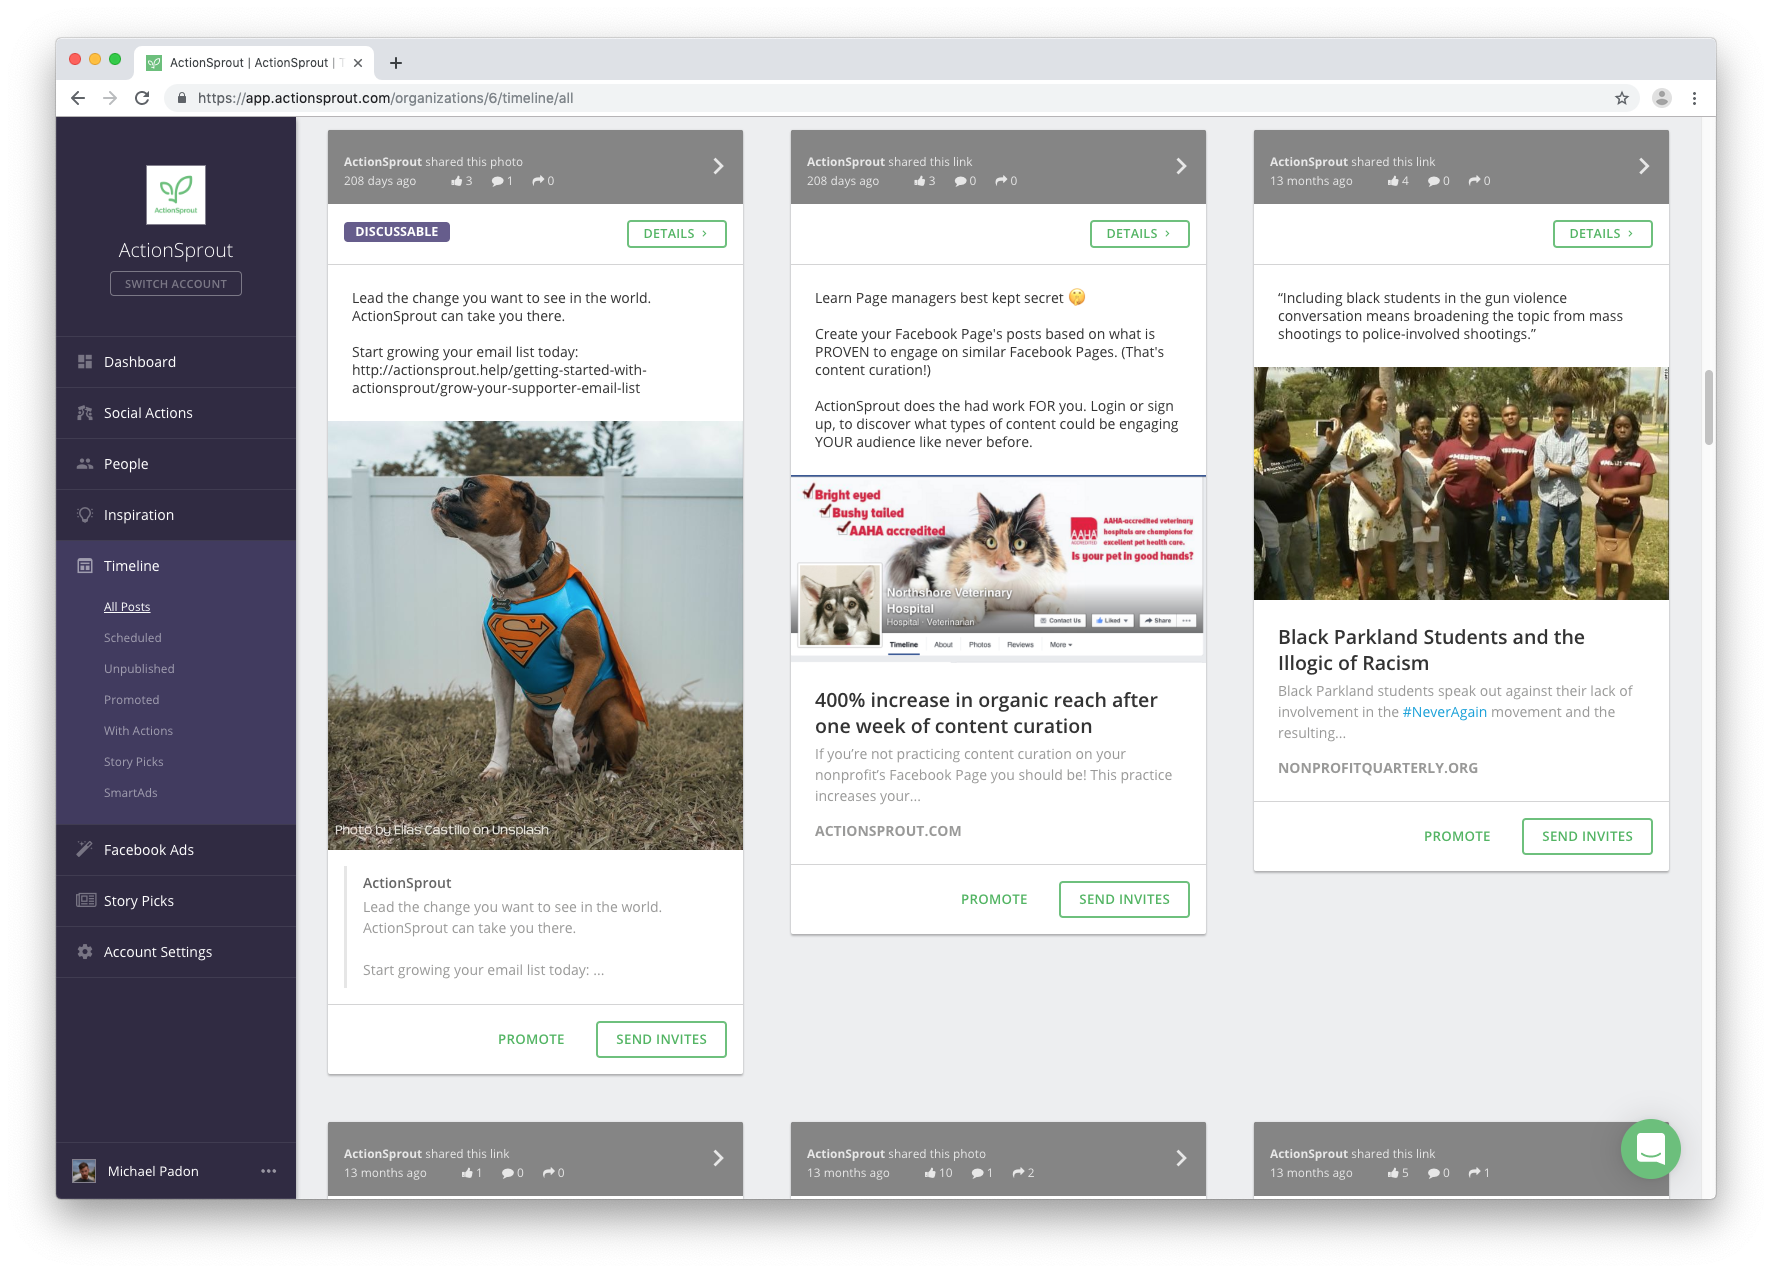 ActionSprout | ActionSprout | T
https://app.actionsprout.com/organizations/6/timeline/all
ActionSprout
ActionSprout
SWITCH ACCOUNT
Dashboard
Social Actions
People
Inspiration
Timeline
All Posts
Scheduled
Unpublished
Promoted
With Actions
Story Picks
SmartAds
Facebook Ads
Story Picks
Account Settings
Michael Padon
ActionSprout shared this photo
208 days ago 3 1 0
DISCUSSABLE
DETAILS
Lead the change you want to see in the world.
ActionSprout can take you there.
Start growing your email list today:
http://actionsprout.help/getting-started-with-
actionsprout/grow-your-supporter-email-list
Photo by Elias Castillo on Unsplash
ActionSprout
Lead the change you want to see in the world.
ActionSprout can take you there.
Start growing your email list today: ...
PROMOTE
SEND INVITES
ActionSprout shared this link
208 days ago 3 0 0
DETAILS
Learn Page managers best kept secret 🤫
Create your Facebook Page's posts based on what is
PROVEN to engage on similar Facebook Pages. (That's
content curation!)
ActionSprout does the had work FOR you. Login or sign
up, to discover what types of content could be engaging
YOUR audience like never before.
Bright eyed
Bushy tailed
AAHA accredited
AAHA
ACCREDITED
AAHA-accredited veterinary
hospitals are champions for
excellent pet health care.
Is your pet in good hands?
Northshore Veterinary
Hospital
Hospital · Veterinarian
Contact Us
Liked
Share
Timeline About Photos Reviews More
400% increase in organic reach after
one week of content curation
If you’re not practicing content curation on your
nonprofit’s Facebook Page you should be! This practice
increases your...
ACTIONSPROUT.COM
PROMOTE
SEND INVITES
ActionSprout shared this link
13 months ago 4 0 0
DETAILS
“Including black students in the gun violence
conversation means broadening the topic from mass
shootings to police-involved shootings.”
Black Parkland Students and the
Illogic of Racism
Black Parkland students speak out against their lack of
involvement in the #NeverAgain movement and the
resulting...
NONPROFITQUARTERLY.ORG
PROMOTE
SEND INVITES
ActionSprout shared this link
13 months ago 1 0 0
ActionSprout shared this photo
13 months ago 10 1 2
ActionSprout shared this link
13 months ago 5 0 1